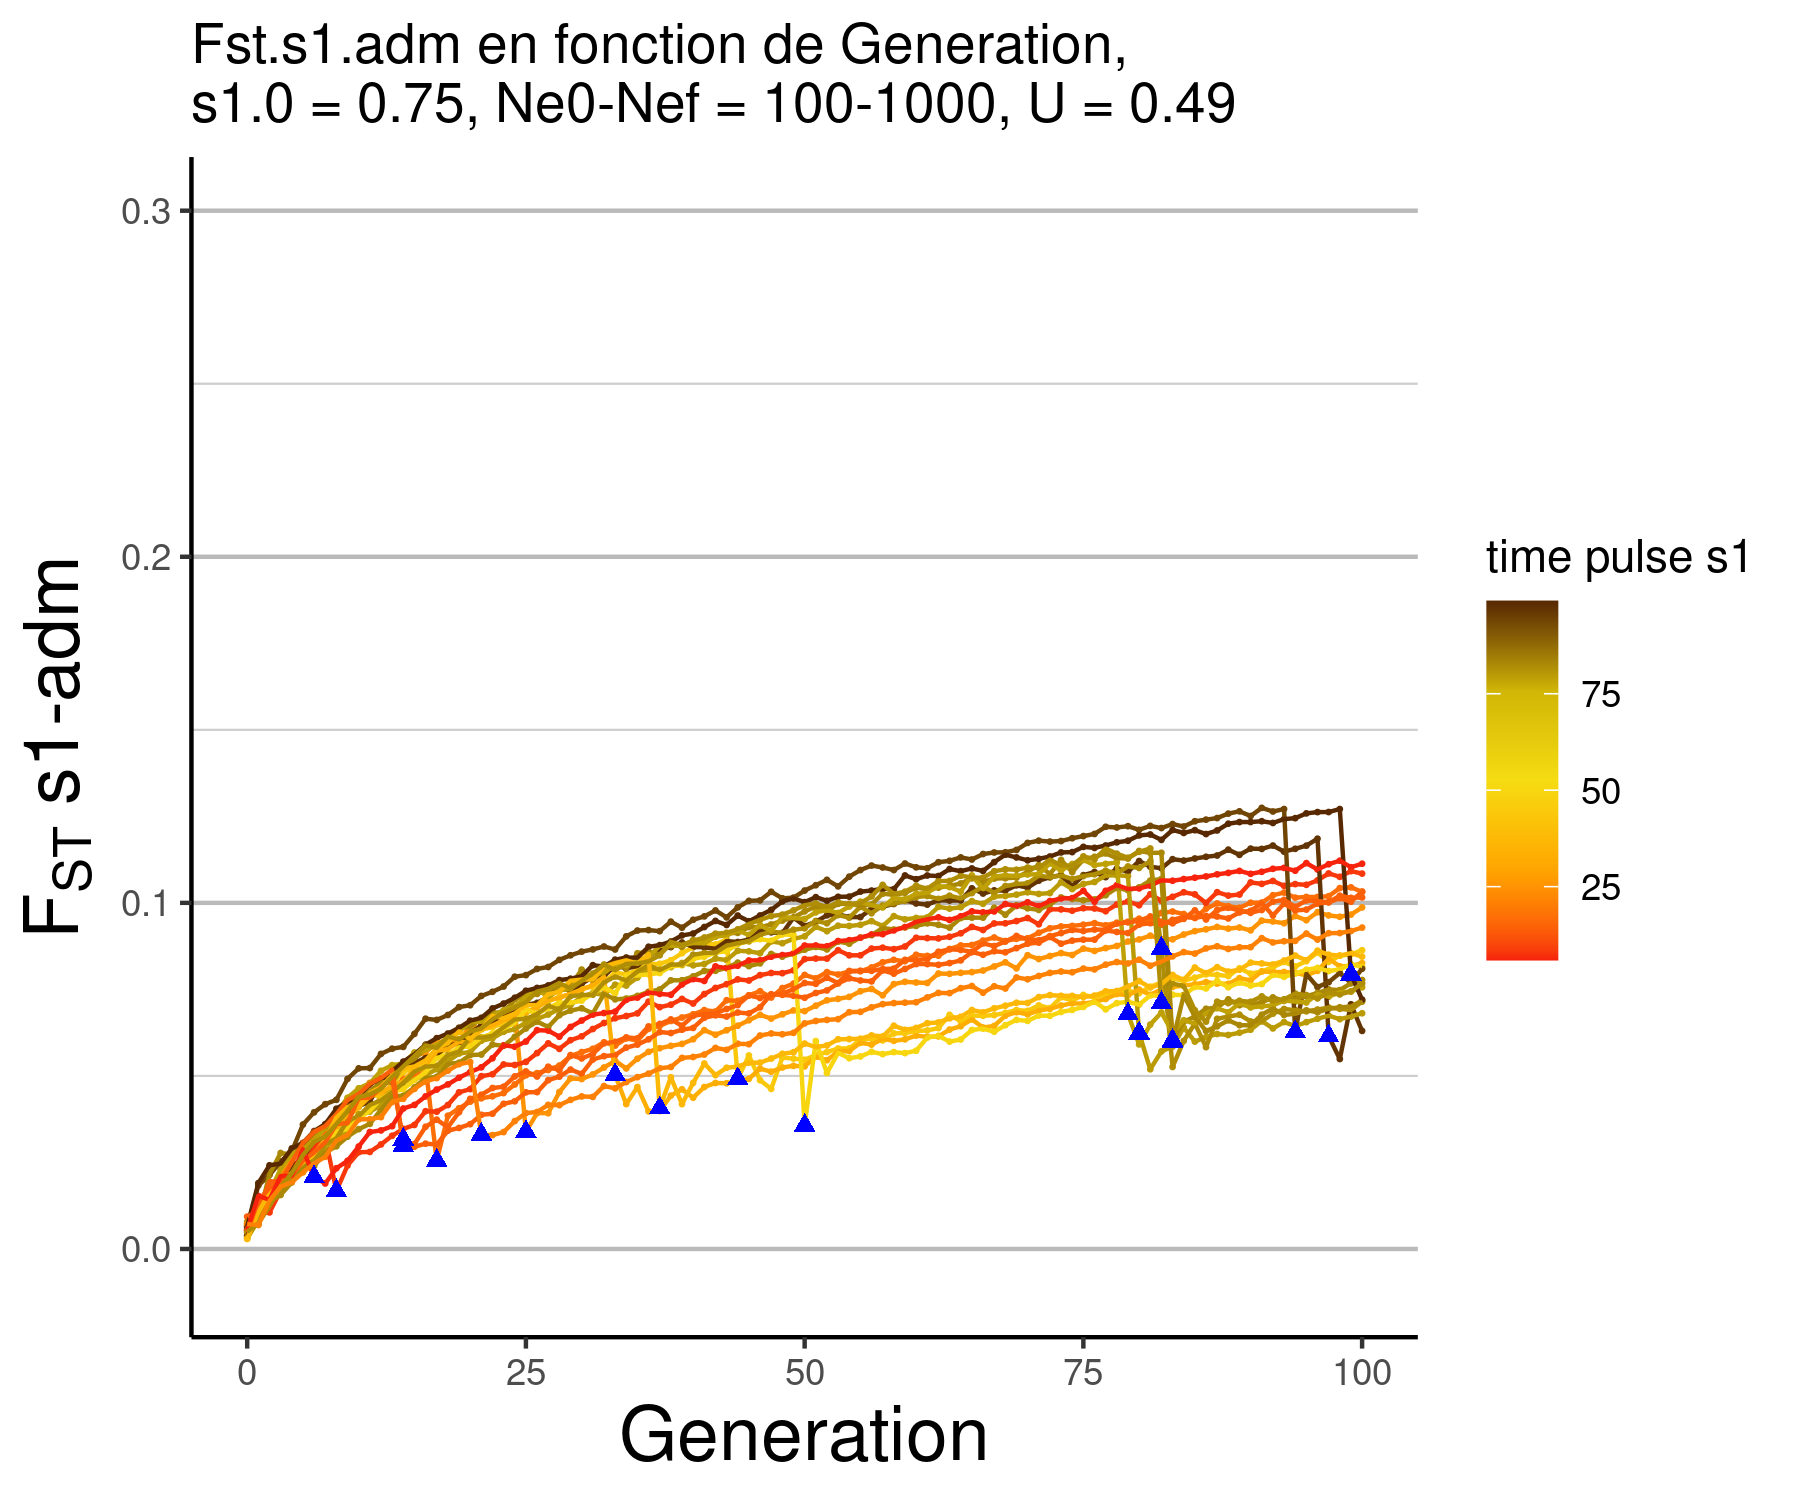 Fst.s1.adm en fonction de Generation,
s1.0 = 0.75, Ne0-Nef = 100-1000, U = 0.49
FST s1-adm
0.3
0.2
0.1
0.0
0 25 50 75 100
Generation
time pulse s1
75
50
25